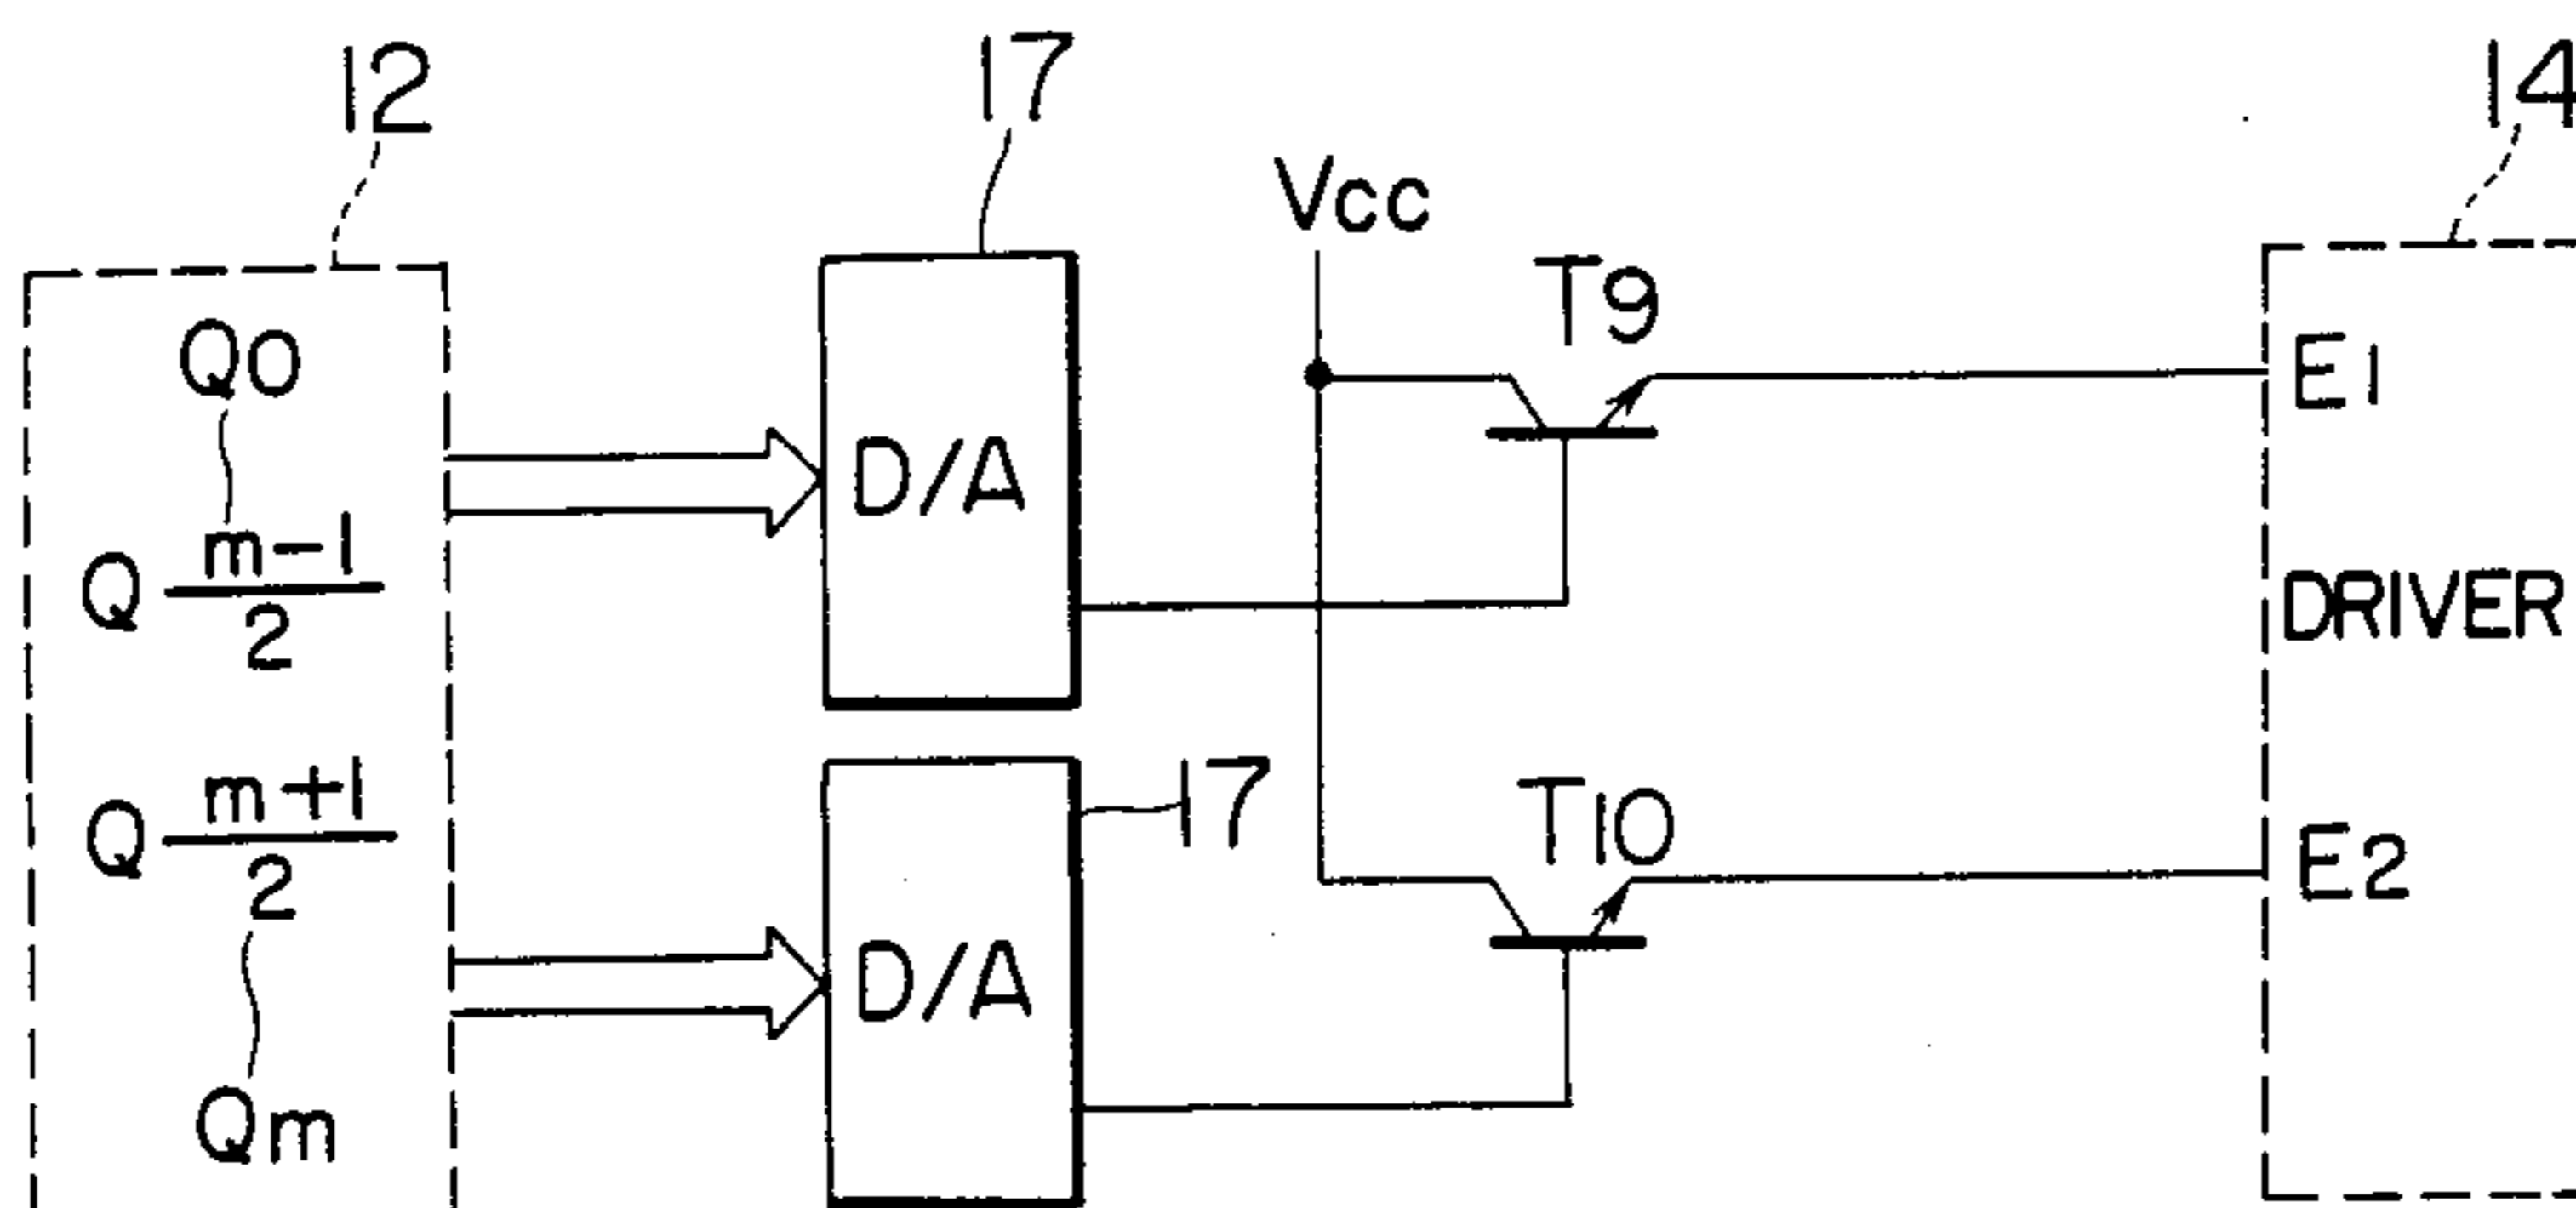 12
17
14
Vcc
T9
Q0
E1
D/A
Q m-1/2
DRIVER
Q m+1/2
17
T10
E2
D/A
Qm